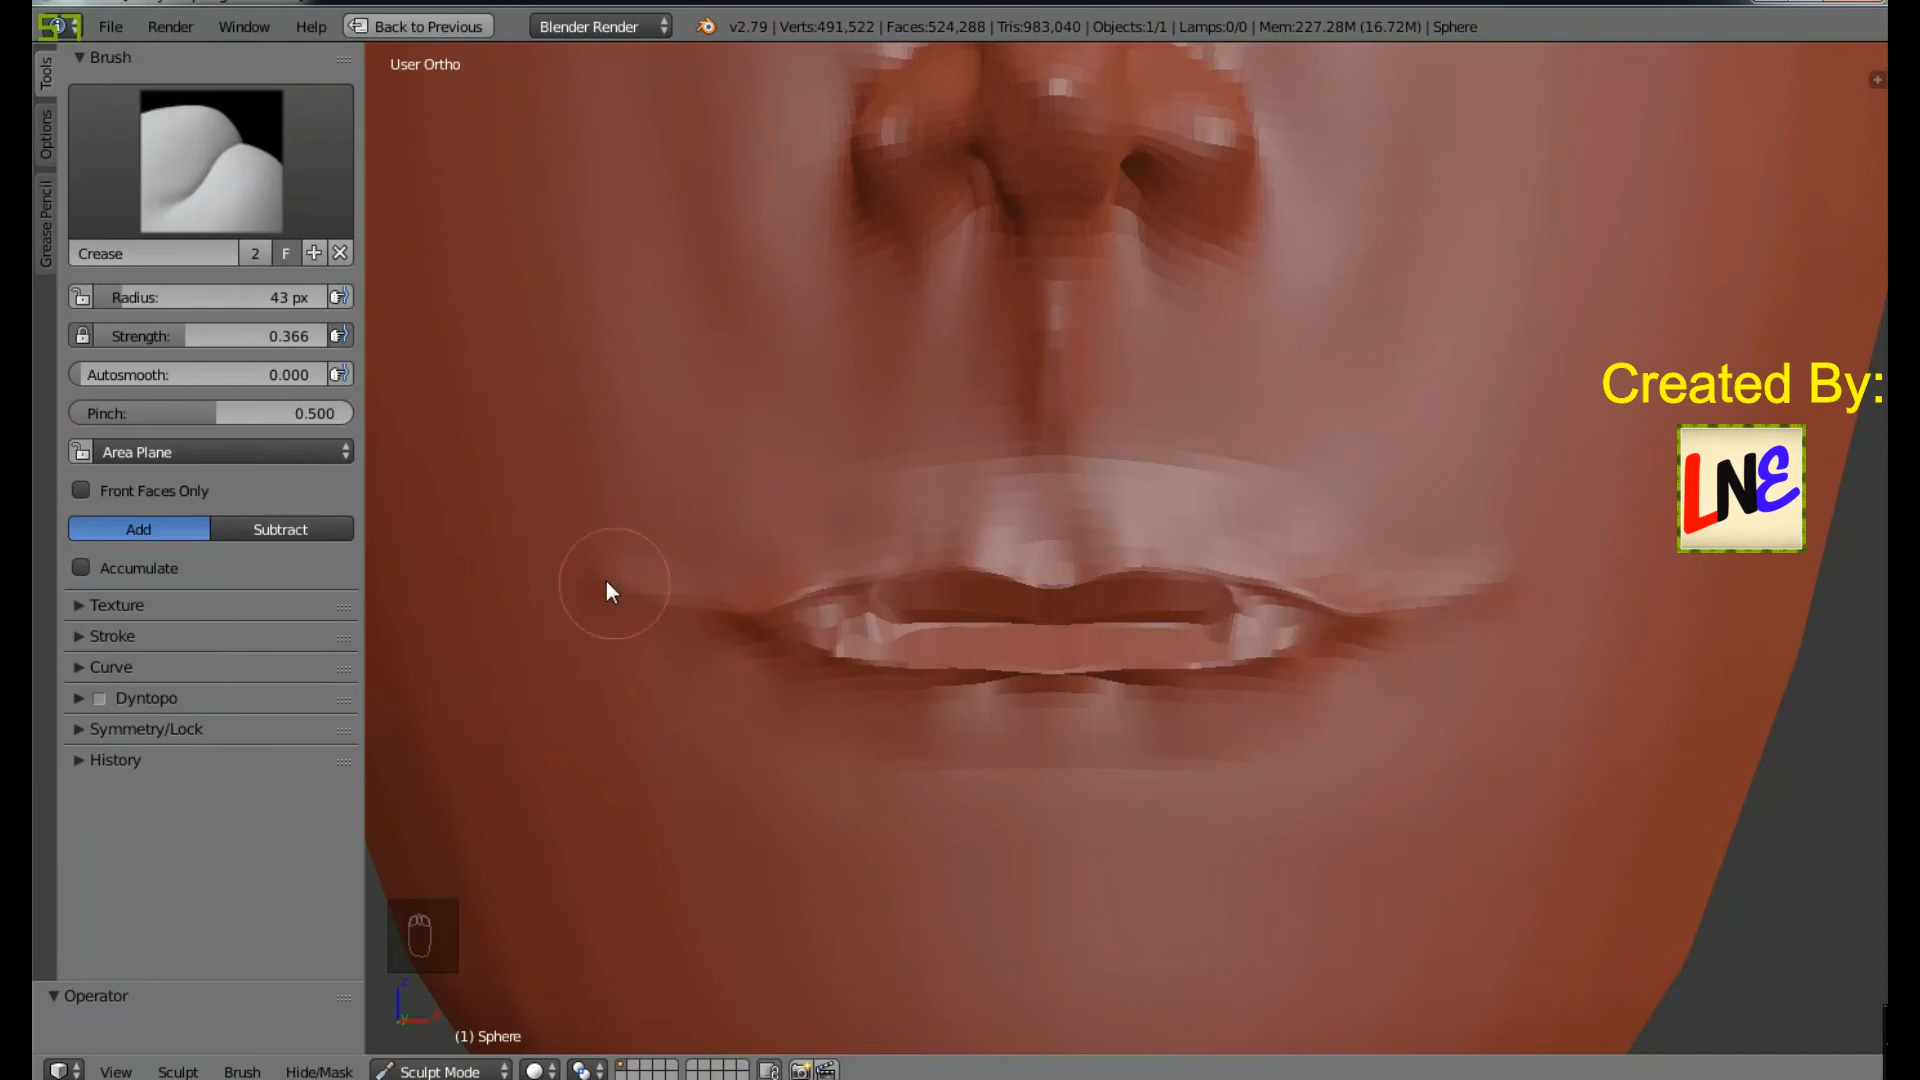 File Render Window Help Back to Previous Blender Render v2.79 | Verts:491,522 | Faces:524,288 | Tris:983,040 | Objects:1/1 | Lamps:0/0 | Mem:227.28M (16.72M) | Sphere
Tools
Options
Grease Pencil
Brush
Crease 2 F
Radius: 43 px
Strength: 0.366
Autosmooth: 0.000
Pinch: 0.500
Area Plane
Front Faces Only
Add Subtract
Accumulate
Texture
Stroke
Curve
Dyntopo
Symmetry/Lock
History
Operator
User Ortho
Created By:
LNE
(1) Sphere
View Sculpt Brush Hide/Mask Sculpt Mode